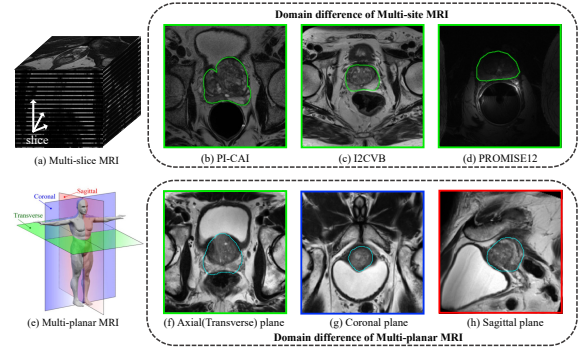 Domain difference of Multi-site MRI
slice
(a) Multi-slice MRI
(b) PI-CAI
(c) I2CVB
(d) PROMISE12
Sagittal
Coronal
Transverse
(e) Multi-planar MRI
(f) Axial(Transverse) plane
(g) Coronal plane
(h) Sagittal plane
Domain difference of Multi-planar MRI